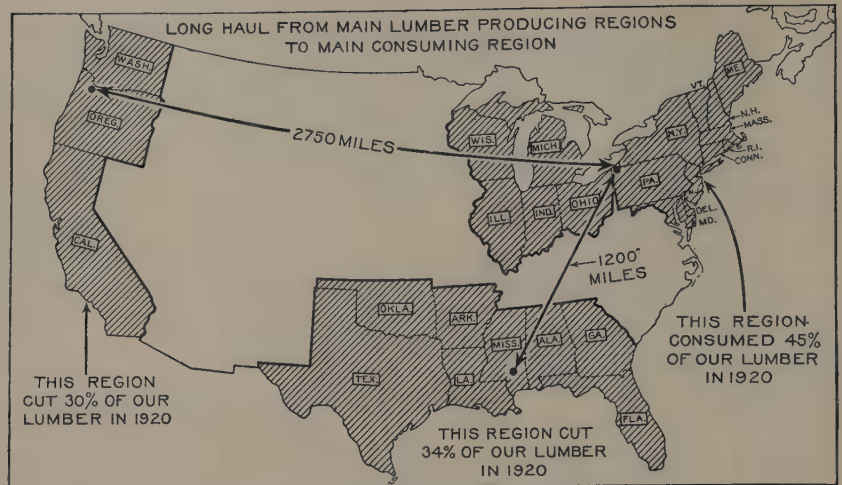 LONG HAUL FROM MAIN LUMBER PRODUCING REGIONS
TO MAIN CONSUMING REGION
WASH.
OREG.
CAL.
2750 MILES
WIS.
MICH.
ILL.
IND.
OHIO
ME.
VT.
N.H.
MASS.
N.Y.
R.I.
CONN.
PA.
DEL.
MD.
1200
MILES
OKLA.
ARK.
TEX.
LA.
MISS.
ALA.
GA.
FLA.
THIS REGION
CUT 30% OF OUR
LUMBER IN 1920
THIS REGION CUT
34% OF OUR LUMBER
IN 1920
THIS REGION
CONSUMED 45%
OF OUR LUMBER
IN 1920